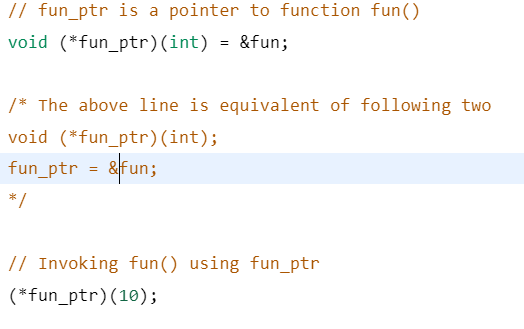 // fun_ptr is a pointer to function fun()
void (*fun_ptr)(int) = &fun;
/* The above line is equivalent of following two
void (*fun_ptr)(int);
fun_ptr = &fun;
*/
// Invoking fun() using fun_ptr
(*fun_ptr)(10);